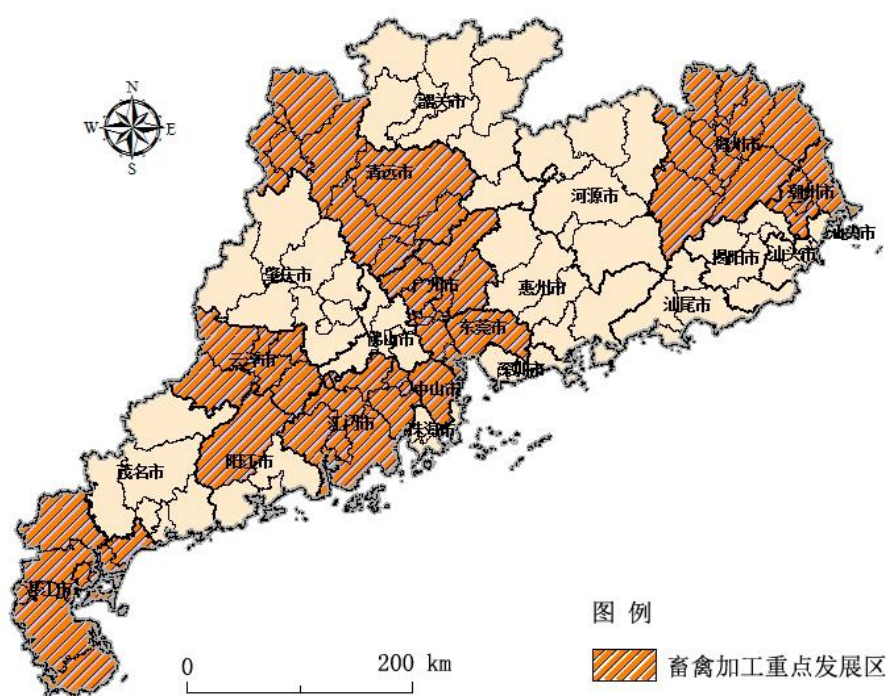 N
W E
S
韶关市
清远市
梅州市
潮州市
河源市
汕头市
揭阳市
汕头市
肇庆市
广州市
惠州市
汕尾市
佛山市
东莞市
云浮市
深圳市
中山市
江门市
珠海市
阳江市
茂名市
湛江市
0 200 km
图 例
畜禽加工重点发展区